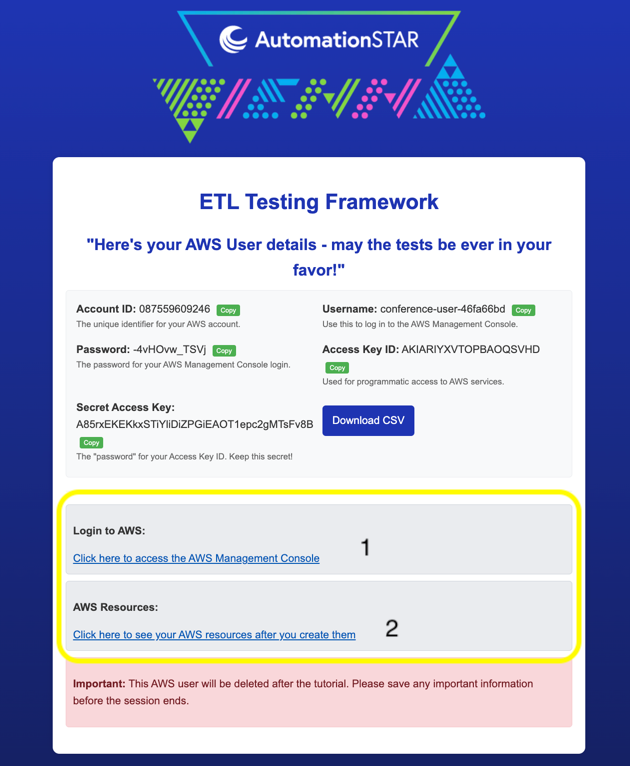 AutomationSTAR
VIENNA
ETL Testing Framework
"Here's your AWS User details - may the tests be ever in your
favor!"
Account ID: 087559609246 Copy
The unique identifier for your AWS account.
Username: conference-user-46fa66bd Copy
Use this to log in to the AWS Management Console.
Password: -4vHOvw_TSVj Copy
The password for your AWS Management Console login.
Access Key ID: AKIARIYXVTOPBAOQSVHD
Copy
Used for programmatic access to AWS services.
Secret Access Key:
A85rxEKEKkxSTiYIiDiZPGiEAOT1epc2gMTsFv8B
Copy
The "password" for your Access Key ID. Keep this secret!
Download CSV
Login to AWS:
Click here to access the AWS Management Console
1
AWS Resources:
Click here to see your AWS resources after you create them
2
Important: This AWS user will be deleted after the tutorial. Please save any important information
before the session ends.